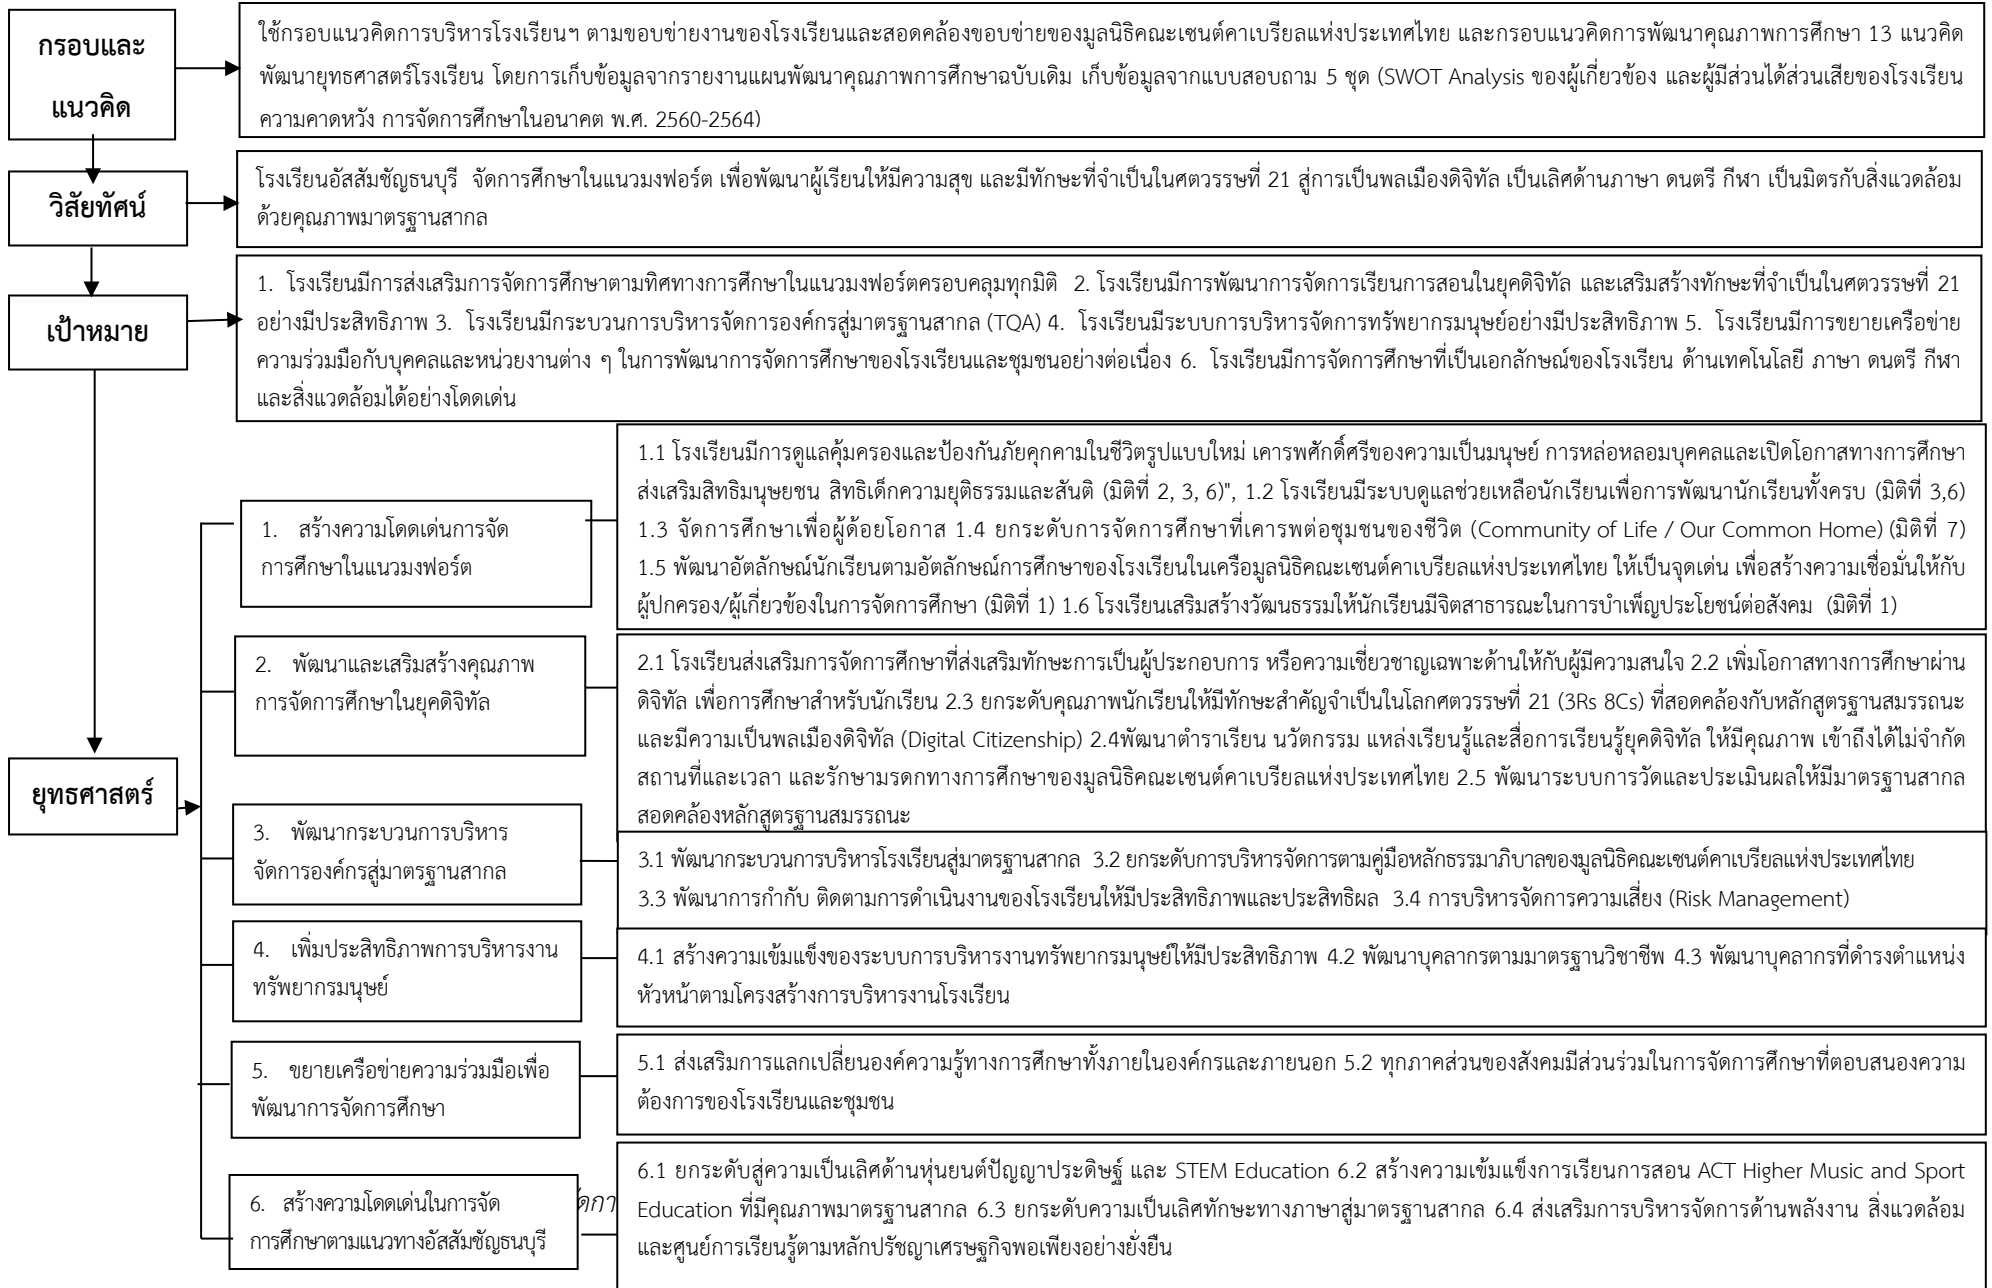 กรอบและ
แนวคิด
ใช้กรอบแนวคิดการบริหารโรงเรียนฯ ตามขอบข่ายงานของโรงเรียนและสอดคล้องขอบข่ายของมูลนิธิคณะเซนต์คาเบรียลแห่งประเทศไทย และกรอบแนวคิดการพัฒนาคุณภาพการศึกษา 13 แนวคิด
พัฒนายุทธศาสตร์โรงเรียน โดยการเก็บข้อมูลจากรายงานแผนพัฒนาคุณภาพการศึกษาฉบับเดิม เก็บข้อมูลจากแบบสอบถาม 5 ชุด (SWOT Analysis ของผู้เกี่ยวข้อง และผู้มีส่วนได้ส่วนเสียของโรงเรียน
ความคาดหวัง การจัดการศึกษาในอนาคต พ.ศ. 2560-2564)
วิสัยทัศน์
โรงเรียนอัสสัมชัญธนบุรี จัดการศึกษาในแนวมงฟอร์ต เพื่อพัฒนาผู้เรียนให้มีความสุข และมีทักษะที่จำเป็นในศตวรรษที่ 21 สู่การเป็นพลเมืองดิจิทัล เป็นเลิศด้านภาษา ดนตรี กีฬา เป็นมิตรกับสิ่งแวดล้อม
ด้วยคุณภาพมาตรฐานสากล
เป้าหมาย
1. โรงเรียนมีการส่งเสริมการจัดการศึกษาตามทิศทางการศึกษาในแนวมงฟอร์ตครอบคลุมทุกมิติ 2. โรงเรียนมีการพัฒนาการจัดการเรียนการสอนในยุคดิจิทัล และเสริมสร้างทักษะที่จำเป็นในศตวรรษที่ 21
อย่างมีประสิทธิภาพ 3. โรงเรียนมีกระบวนการบริหารจัดการองค์กรสู่มาตรฐานสากล (TQA) 4. โรงเรียนมีระบบการบริหารจัดการทรัพยากรมนุษย์อย่างมีประสิทธิภาพ 5. โรงเรียนมีการขยายเครือข่าย
ความร่วมมือกับบุคคลและหน่วยงานต่าง ๆ ในการพัฒนาการจัดการศึกษาของโรงเรียนและชุมชนอย่างต่อเนื่อง 6. โรงเรียนมีการจัดการศึกษาที่เป็นเอกลักษณ์ของโรงเรียน ด้านเทคโนโลยี ภาษา ดนตรี กีฬา
และสิ่งแวดล้อมได้อย่างโดดเด่น
ยุทธศาสตร์
1. สร้างความโดดเด่นการจัด
การศึกษาในแนวมงฟอร์ต
1.1 โรงเรียนมีการดูแลคุ้มครองและป้องกันภัยคุกคามในชีวิตรูปแบบใหม่ เคารพศักดิ์ศรีของความเป็นมนุษย์ การหล่อหลอมบุคคลและเปิดโอกาสทางการศึกษา
ส่งเสริมสิทธิมนุษยชน สิทธิเด็กความยุติธรรมและสันติ (มิติที่ 2, 3, 6)", 1.2 โรงเรียนมีระบบดูแลช่วยเหลือนักเรียนเพื่อการพัฒนานักเรียนทั้งครบ (มิติที่ 3,6)
1.3 จัดการศึกษาเพื่อผู้ด้อยโอกาส 1.4 ยกระดับการจัดการศึกษาที่เคารพต่อชุมชนของชีวิต (Community of Life / Our Common Home) (มิติที่ 7)
1.5 พัฒนาอัตลักษณ์นักเรียนตามอัตลักษณ์การศึกษาของโรงเรียนในเครือมูลนิธิคณะเซนต์คาเบรียลแห่งประเทศไทย ให้เป็นจุดเด่น เพื่อสร้างความเชื่อมั่นให้กับ
ผู้ปกครอง/ผู้เกี่ยวข้องในการจัดการศึกษา (มิติที่ 1) 1.6 โรงเรียนเสริมสร้างวัฒนธรรมให้นักเรียนมีจิตสาธารณะในการบำเพ็ญประโยชน์ต่อสังคม (มิติที่ 1)
2. พัฒนาและเสริมสร้างคุณภาพ
การจัดการศึกษาในยุคดิจิทัล
2.1 โรงเรียนส่งเสริมการจัดการศึกษาที่ส่งเสริมทักษะการเป็นผู้ประกอบการ หรือความเชี่ยวชาญเฉพาะด้านให้กับผู้มีความสนใจ 2.2 เพิ่มโอกาสทางการศึกษาผ่าน
ดิจิทัล เพื่อการศึกษาสำหรับนักเรียน 2.3 ยกระดับคุณภาพนักเรียนให้มีทักษะสำคัญจำเป็นในโลกศตวรรษที่ 21 (3Rs 8Cs) ที่สอดคล้องกับหลักสูตรฐานสมรรถนะ
และมีความเป็นพลเมืองดิจิทัล (Digital Citizenship) 2.4พัฒนาตำราเรียน นวัตกรรม แหล่งเรียนรู้และสื่อการเรียนรู้ยุคดิจิทัล ให้มีคุณภาพ เข้าถึงได้ไม่จำกัด
สถานที่และเวลา และรักษามรดกทางการศึกษาของมูลนิธิคณะเซนต์คาเบรียลแห่งประเทศไทย 2.5 พัฒนาระบบการวัดและประเมินผลให้มีมาตรฐานสากล
สอดคล้องหลักสูตรฐานสมรรถนะ
3. พัฒนากระบวนการบริหาร
จัดการองค์กรสู่มาตรฐานสากล
3.1 พัฒนากระบวนการบริหารโรงเรียนสู่มาตรฐานสากล 3.2 ยกระดับการบริหารจัดการตามคู่มือหลักธรรมาภิบาลของมูลนิธิคณะเซนต์คาเบรียลแห่งประเทศไทย
3.3 พัฒนาการกำกับ ติดตามการดำเนินงานของโรงเรียนให้มีประสิทธิภาพและประสิทธิผล 3.4 การบริหารจัดการความเสี่ยง (Risk Management)
4. เพิ่มประสิทธิภาพการบริหารงาน
ทรัพยากรมนุษย์
4.1 สร้างความเข้มแข็งของระบบการบริหารงานทรัพยากรมนุษย์ให้มีประสิทธิภาพ 4.2 พัฒนาบุคลากรตามมาตรฐานวิชาชีพ 4.3 พัฒนาบุคลากรที่ดำรงตำแหน่ง
หัวหน้าตามโครงสร้างการบริหารงานโรงเรียน
5. ขยายเครือข่ายความร่วมมือเพื่อ
พัฒนาการจัดการศึกษา
5.1 ส่งเสริมการแลกเปลี่ยนองค์ความรู้ทางการศึกษาทั้งภายในองค์กรและภายนอก 5.2 ทุกภาคส่วนของสังคมมีส่วนร่วมในการจัดการศึกษาที่ตอบสนองความ
ต้องการของโรงเรียนและชุมชน
6. สร้างความโดดเด่นในการจัด
การศึกษาตามแนวทางอัสสัมชัญธนบุรี
6.1 ยกระดับสู่ความเป็นเลิศด้านหุ่นยนต์ปัญญาประดิษฐ์ และ STEM Education 6.2 สร้างความเข้มแข็งการเรียนการสอน ACT Higher Music and Sport
Education ที่มีคุณภาพมาตรฐานสากล 6.3 ยกระดับความเป็นเลิศทักษะทางภาษาสู่มาตรฐานสากล 6.4 ส่งเสริมการบริหารจัดการด้านพลังงาน สิ่งแวดล้อม
และศูนย์การเรียนรู้ตามหลักปรัชญาเศรษฐกิจพอเพียงอย่างยั่งยืน